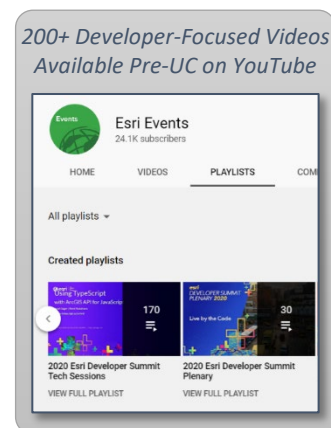 200+ Developer-Focused Videos
Available Pre-UC on YouTube
Events
Esri Events
24.1K subscribers
HOME VIDEOS PLAYLISTS COM
All playlists
Created playlists
Using TypeScript
with ArcGIS API for JavaScript
170
esri
DEVELOPER SUMMIT
PLENARY 2020
Live by the Code
30
2020 Esri Developer Summit
Tech Sessions
2020 Esri Developer Summit
Plenary
VIEW FULL PLAYLIST
VIEW FULL PLAYLIST